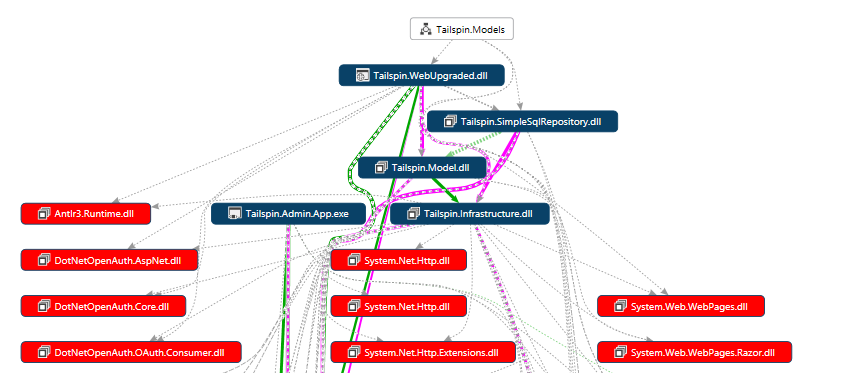 Tailspin.Models
Tailspin.WebUpgraded.dll
Tailspin.SimpleSqlRepository.dll
Tailspin.Model.dll
Antlr3.Runtime.dll
Tailspin.Admin.App.exe
Tailspin.Infrastructure.dll
DotNetOpenAuth.AspNet.dll
System.Net.Http.dll
DotNetOpenAuth.Core.dll
System.Net.Http.dll
System.Web.WebPages.dll
DotNetOpenAuth.OAuth.Consumer.dll
System.Net.Http.Extensions.dll
System.Web.WebPages.Razor.dll